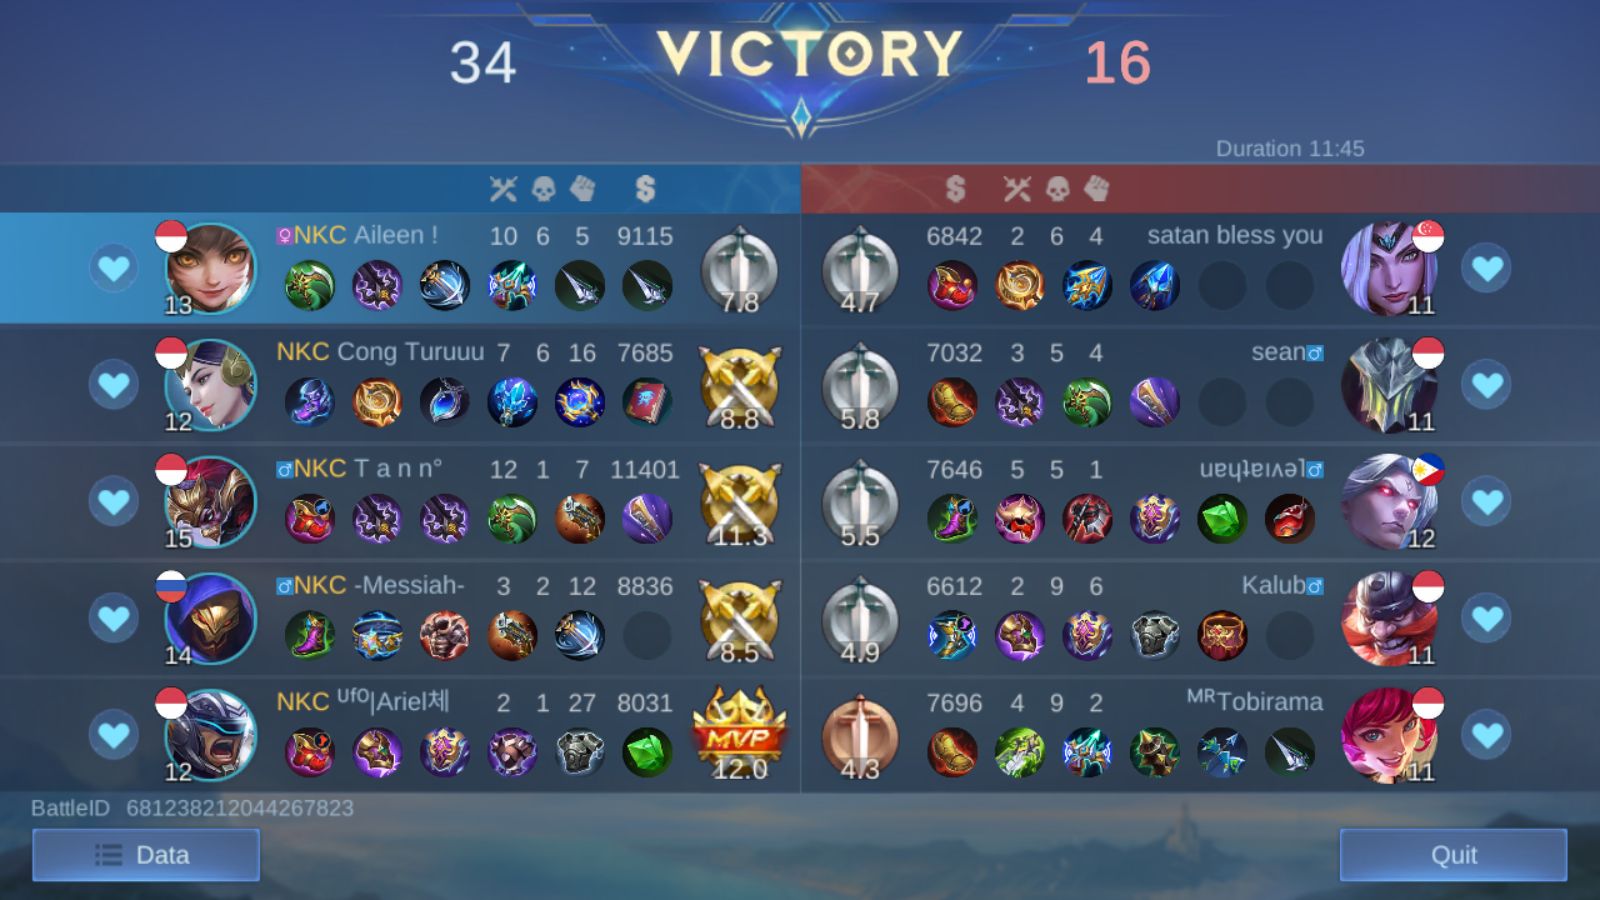 34 VICTORY 16
Duration 11:45
NKC Aileen ! 10 6 5 9115
13 7.8
6842 2 6 4 satan bless you
4.7 11
NKC Cong Turuuu 7 6 16 7685
12 8.8
7032 3 5 4 sean
5.8 11
NKC T a n n° 12 1 7 11401
15 11.3
7646 5 5 1
5.5 12
NKC -Messiah- 3 2 12 8836
14 8.5
6612 2 9 6 Kalub
4.9 11
NKC ᵁᶠᴼ|Ariel체 2 1 27 8031
12 MVP 12.0
7696 4 9 2 ᴹᴿTobirama
4.3 11
BattleID 681238212044267823
Data Quit